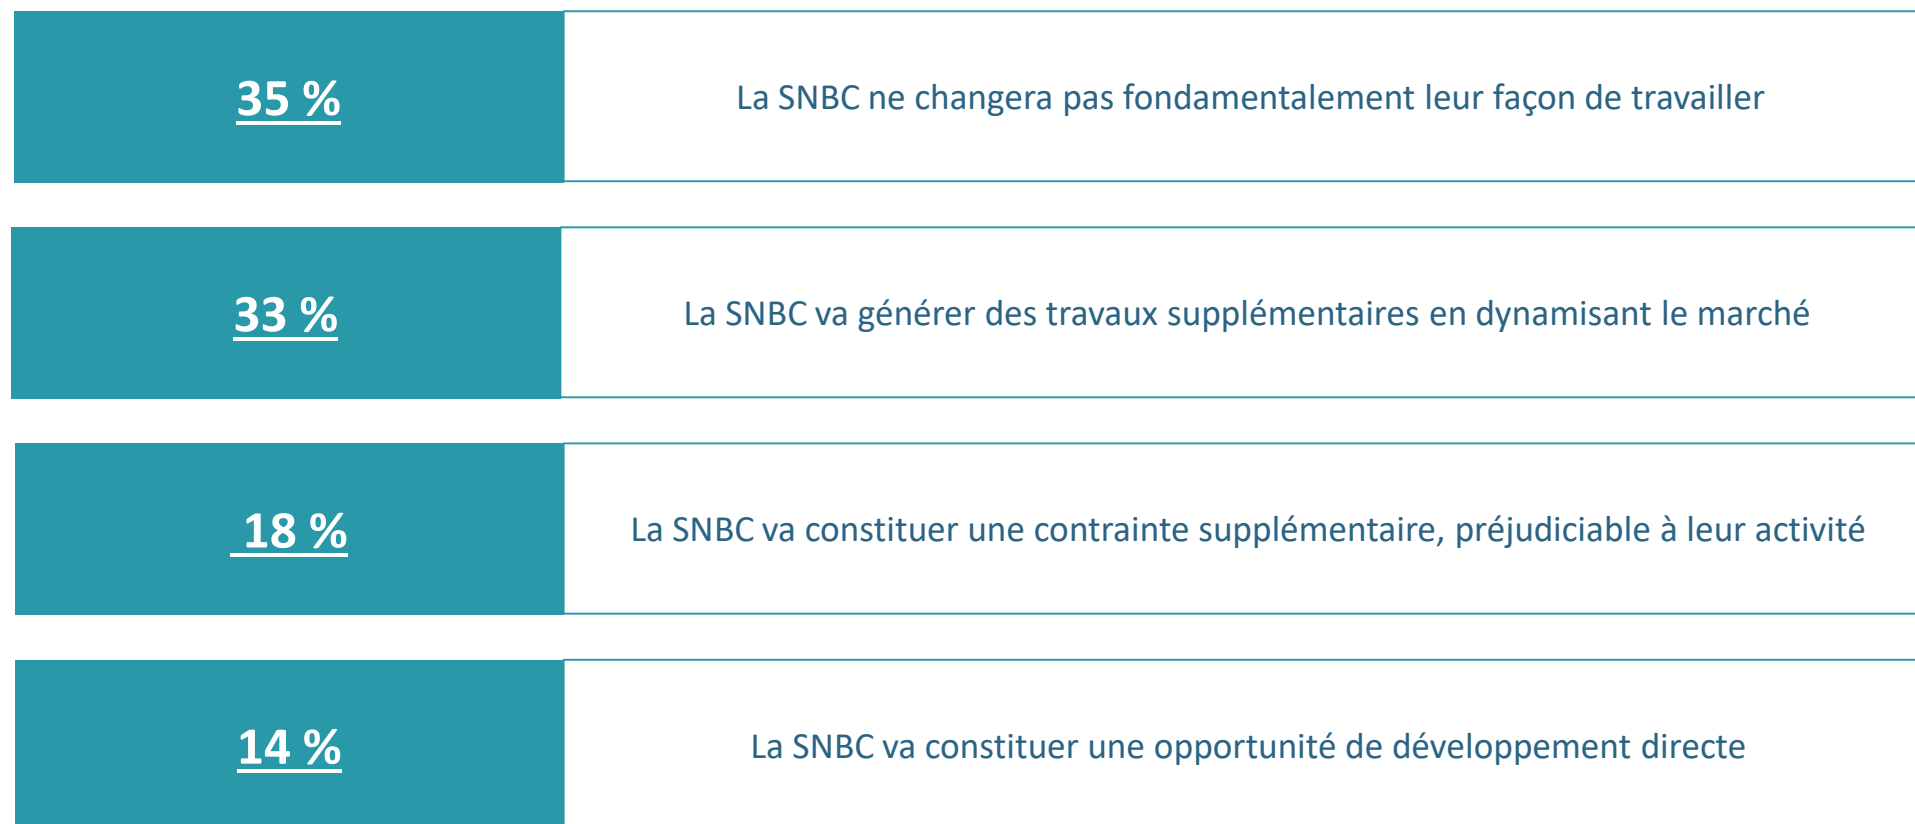 35 %
La SNBC ne changera pas fondamentalement leur façon de travailler
33 %
La SNBC va générer des travaux supplémentaires en dynamisant le marché
18 %
La SNBC va constituer une contrainte supplémentaire, préjudiciable à leur activité
14 %
La SNBC va constituer une opportunité de développement directe